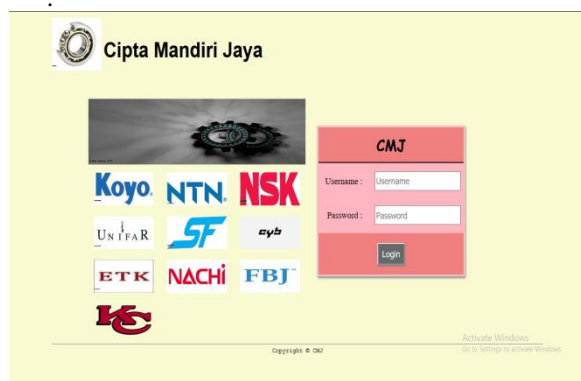 Cipta Mandiri Jaya
CMJ
Username :
Username
Password :
Password
Login
Koyo.
NTN.
NSK
UNIFAR
SF
cyb
ETK
NACHi
FBJ
KC
Activate Windows
Go to Settings to activate Windows.
Copyright © CMJ